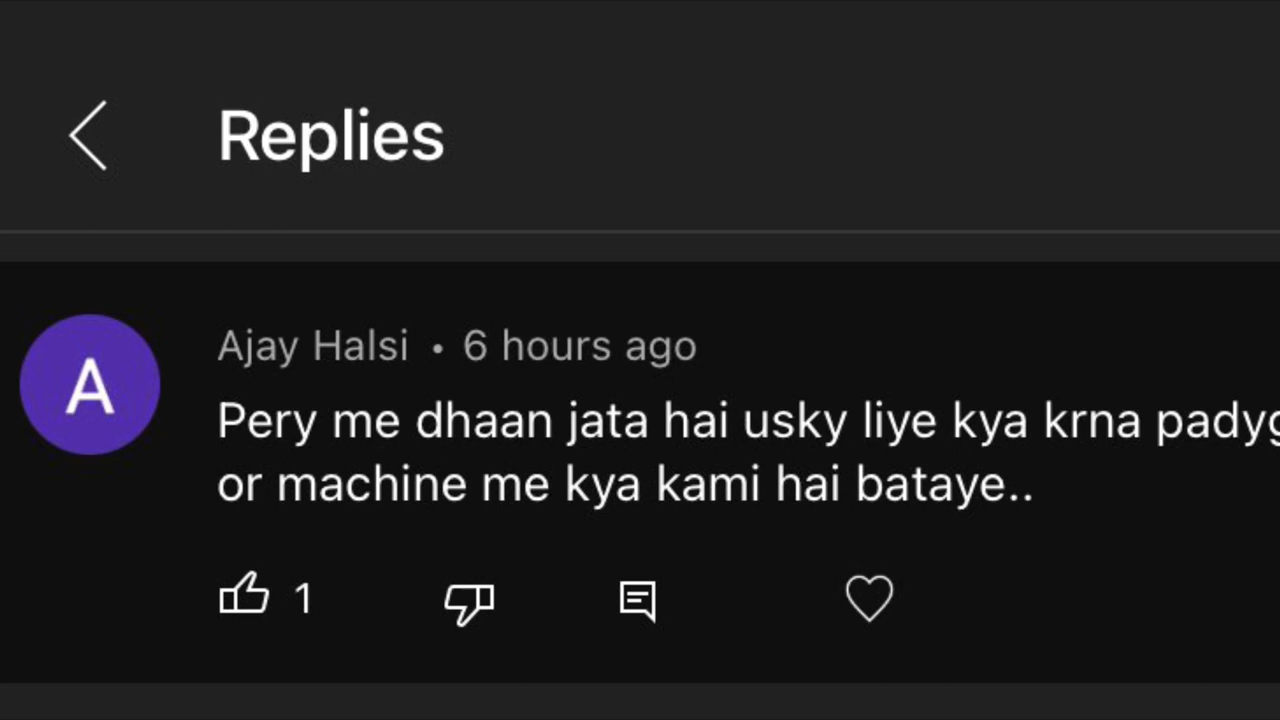 Replies
A
Ajay Halsi • 6 hours ago
Pery me dhaan jata hai usky liye kya krna
or machine me kya kami hai bataye..
1